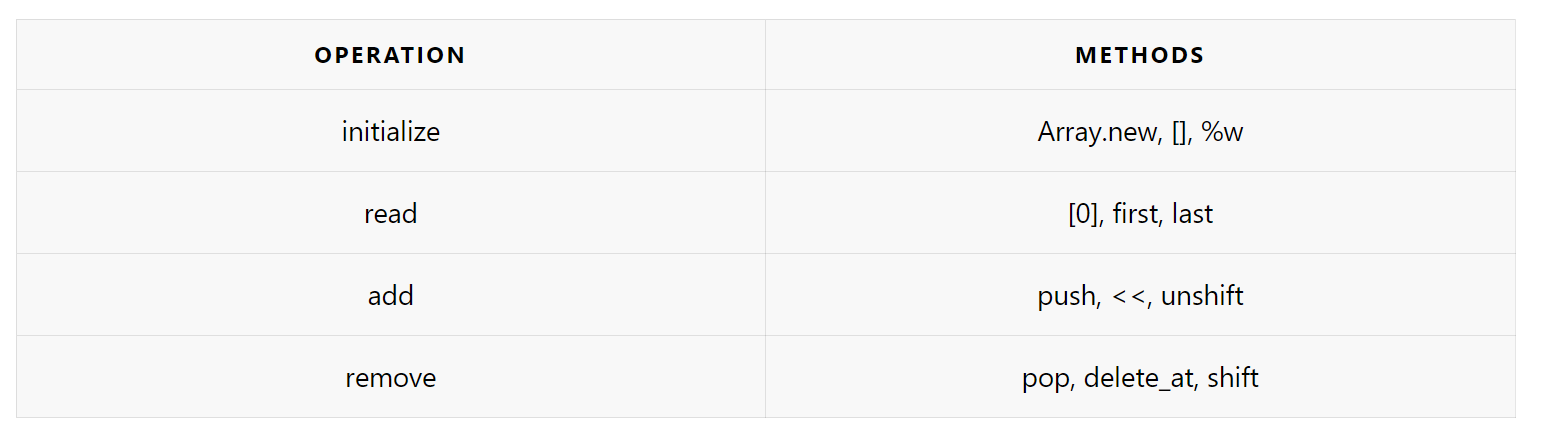 OPERATION METHODS
initialize Array.new, [], %w
read [0], first, last
add push, <<, unshift
remove pop, delete_at, shift